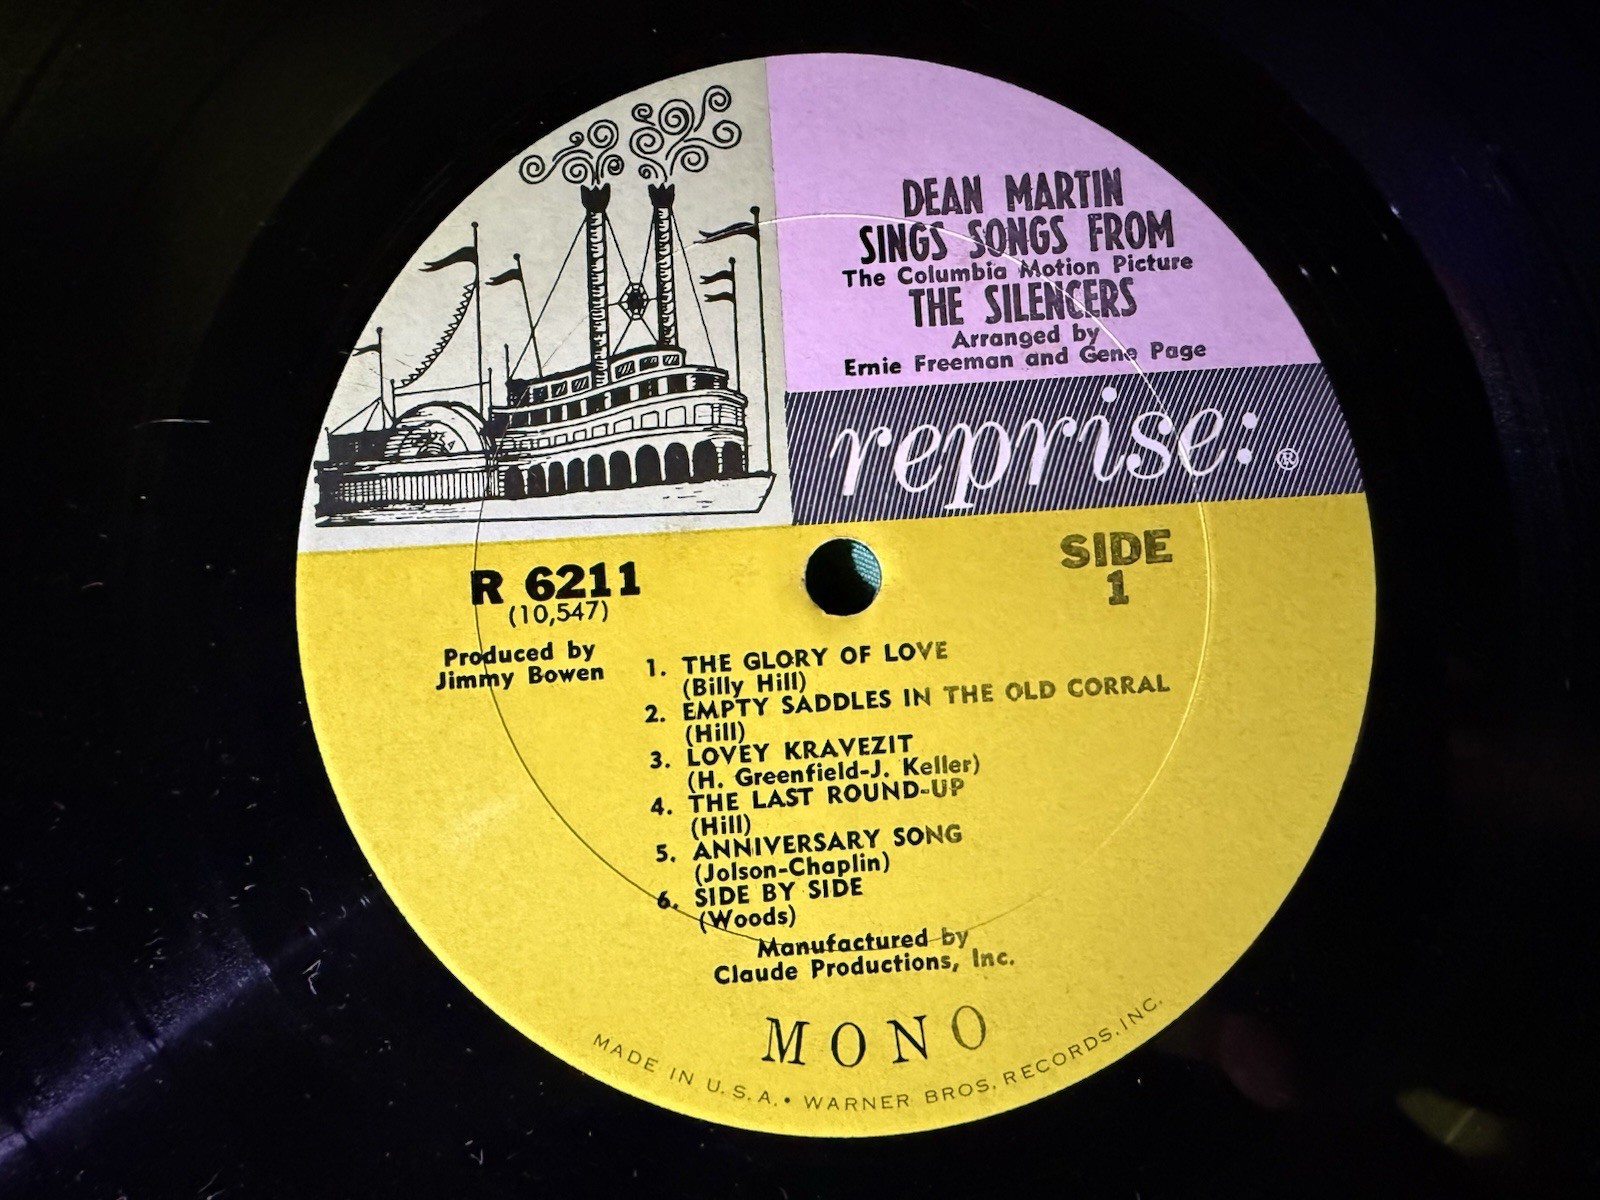 DEAN MARTIN
SINGS SONGS FROM
The Columbia Motion Picture
THE SILENCERS
Arranged by
Ernie Freeman and Gene Page
reprise: ®
R 6211
(10,547)
SIDE
1
Produced by
Jimmy Bowen
1. THE GLORY OF LOVE
(Billy Hill)
2. EMPTY SADDLES IN THE OLD CORRAL
(Hill)
3. LOVEY KRAVEZIT
(H. Greenfield-J. Keller)
4. THE LAST ROUND-UP
(Hill)
5. ANNIVERSARY SONG
(Jolson-Chaplin)
6. SIDE BY SIDE
(Woods)
Manufactured by
Claude Productions, Inc.
MONO
MADE IN U.S.A. • WARNER BROS. RECORDS, INC.